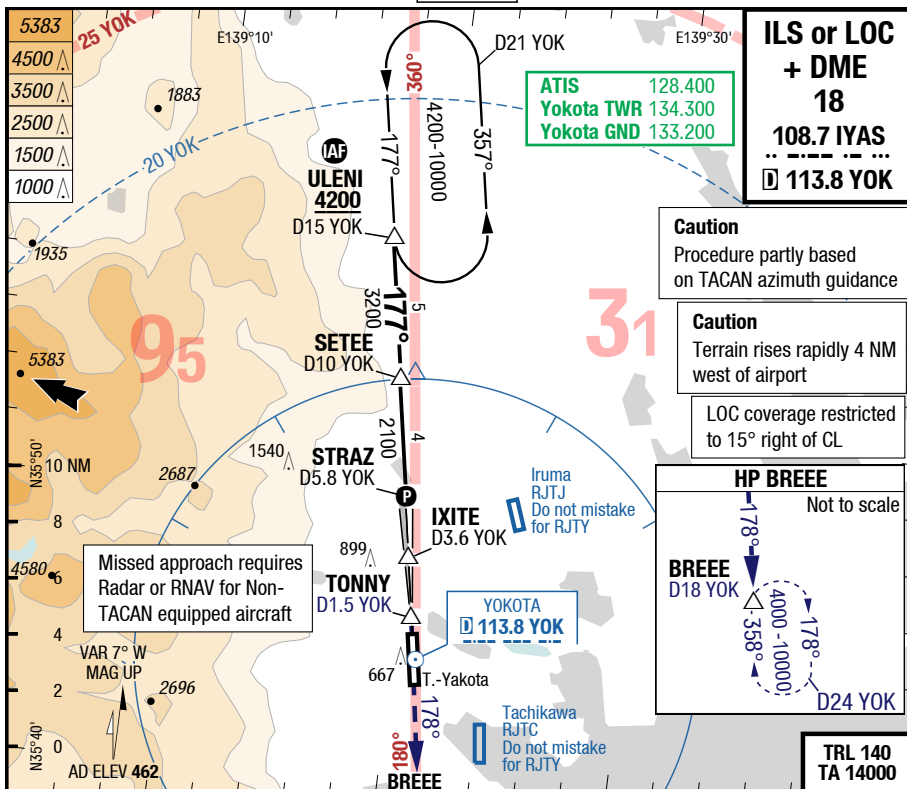 5383
4500
3500
2500
1500
1000
25 YOK
E139°10'
D21 YOK
E139°30'
360°
ILS or LOC
+ DME
18
108.7 IYAS
D 113.8 YOK
ATIS 128.400
Yokota TWR 134.300
Yokota GND 133.200
1883
20 YOK
177°
4200-10000
357°
IAF
ULENI
4200
D15 YOK
1935
Caution
Procedure partly based
on TACAN azimuth guidance
95
31
3200
177°
5
Caution
Terrain rises rapidly 4 NM
west of airport
SETEE
D10 YOK
5383
LOC coverage restricted
to 15° right of CL
2100
4
1540
STRAZ
D5.8 YOK
P
N35°50'
10 NM
2687
Iruma
RJTJ
Do not mistake
for RJTY
HP BREEE
Not to scale
178°
BREEE
D18 YOK
4000-10000
358°
178°
D24 YOK
8
IXITE
D3.6 YOK
899
4580
6
Missed approach requires
Radar or RNAV for Non-
TACAN equipped aircraft
TONNY
D1.5 YOK
YOKOTA
D 113.8 YOK
4
VAR 7° W
MAG UP
667
T.-Yakota
2
2696
178°
Tachikawa
RJTC
Do not mistake
for RJTY
N35°40'
0
180°
AD ELEV 462
BREEE
TRL 140
TA 14000